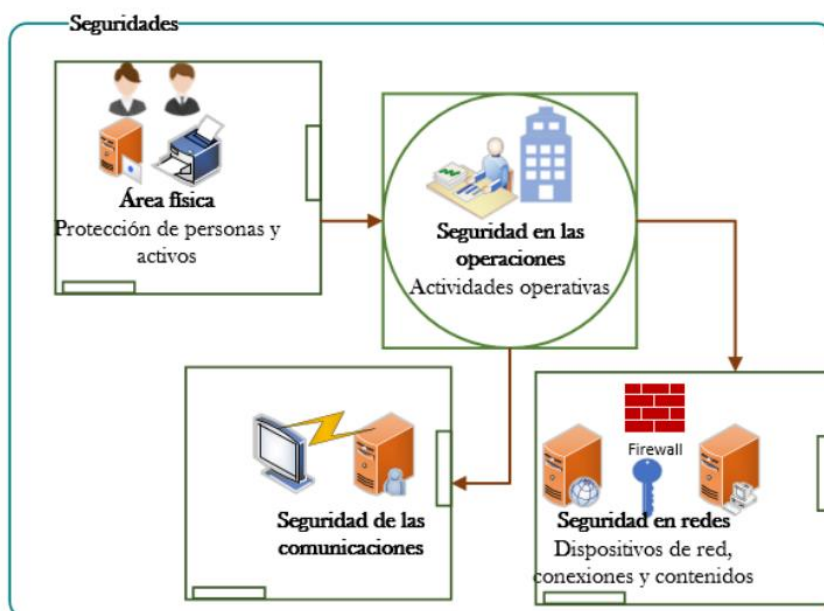 Seguridades
Área física
Protección de personas y
activos
Seguridad en las
operaciones
Actividades operativas
Seguridad de las
comunicaciones
Firewall
Seguridad en redes
Dispositivos de red,
conexiones y contenidos